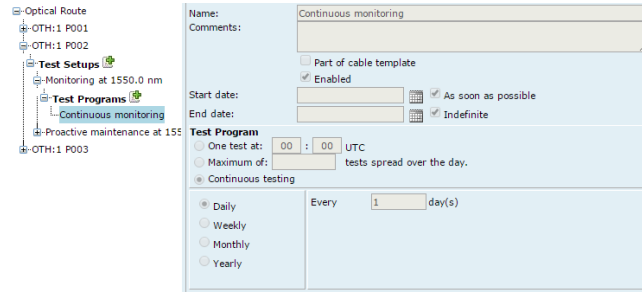 Optical Route
OTH:1 P001
OTH:1 P002
Test Setups
Monitoring at 1550.0 nm
Test Programs
Continuous monitoring
Proactive maintenance at 155
OTH:1 P003
Name: Continuous monitoring
Comments:
Part of cable template
Enabled
Start date: As soon as possible
End date: Indefinite
Test Program
One test at: 00 : 00 UTC
Maximum of: tests spread over the day.
Continuous testing
Daily Every 1 day(s)
Weekly
Monthly
Yearly